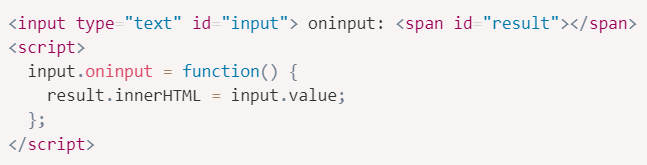 <input type="text" id="input"> oninput: <span id="result"></span>
<script>
  input.oninput = function() {
    result.innerHTML = input.value;
  };
</script>